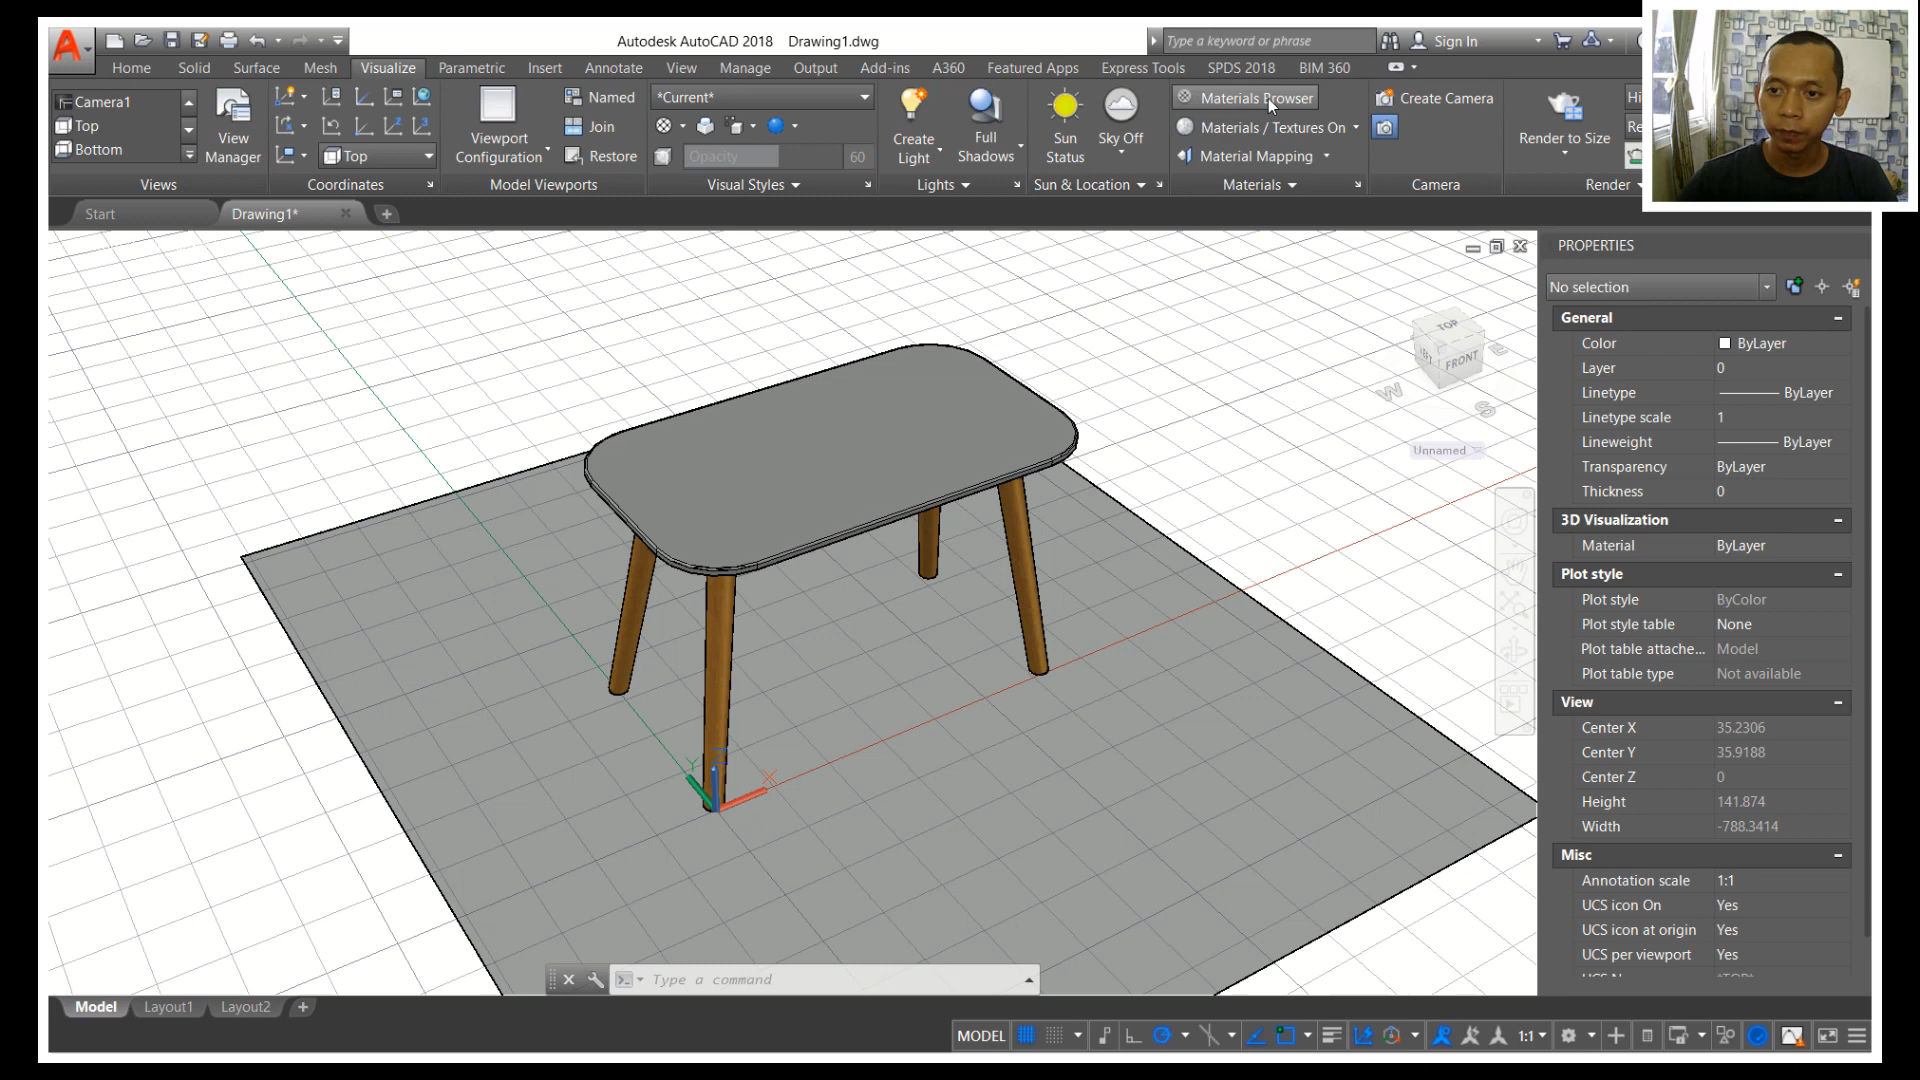 Autodesk AutoCAD 2018 Drawing1.dwg
Type a keyword or phrase
Sign In
Home Solid Surface Mesh Visualize Parametric Insert Annotate View Manage Output Add-ins A360 Featured Apps Express Tools SPDS 2018 BIM 360
Camera1
Top
Bottom
View
Manager
Views
Top
Coordinates
Viewport
Configuration
Named
Join
Restore
Model Viewports
*Current*
Opacity 60
Visual Styles
Create
Light
Full
Shadows
Lights
Sun
Status
Sky Off
Sun & Location
Materials Browser
Materials / Textures On
Material Mapping
Materials
Create Camera
Camera
Render to Size
Render
Start
Drawing1*
TOP
LEFT
FRONT
W
S
E
Unnamed
Y
X
PROPERTIES
No selection
General
Color ByLayer
Layer 0
Linetype ByLayer
Linetype scale 1
Lineweight ByLayer
Transparency ByLayer
Thickness 0
3D Visualization
Material ByLayer
Plot style
Plot style ByColor
Plot style table None
Plot table attache... Model
Plot table type Not available
View
Center X 35.2306
Center Y 35.9188
Center Z 0
Height 141.874
Width -788.3414
Misc
Annotation scale 1:1
UCS icon On Yes
UCS icon at origin Yes
UCS per viewport Yes
Type a command
Model Layout1 Layout2
MODEL
1:1